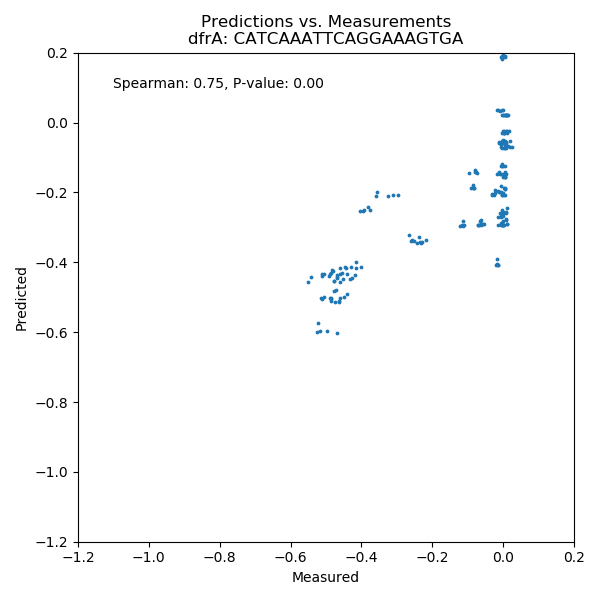 Predictions vs. Measurements
dfrA: CATCAAATTCAGGAAAGTGA
Spearman: 0.75, P-value: 0.00
0.2
0.0
−0.2
−0.4
−0.6
−0.8
−1.0
−1.2
Predicted
−1.2 −1.0 −0.8 −0.6 −0.4 −0.2 0.0 0.2
Measured